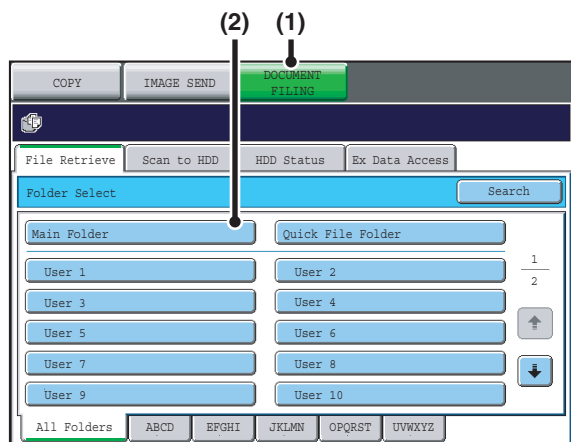 (2) (1)
COPY IMAGE SEND DOCUMENT
FILING
File Retrieve Scan to HDD HDD Status Ex Data Access
Folder Select Search
Main Folder Quick File Folder
1
User 1 User 2
2
User 3 User 4
User 5 User 6
User 7 User 8
User 9 User 10
All Folders ABCD EFGHI JKLMN OPQRST UVWXYZ